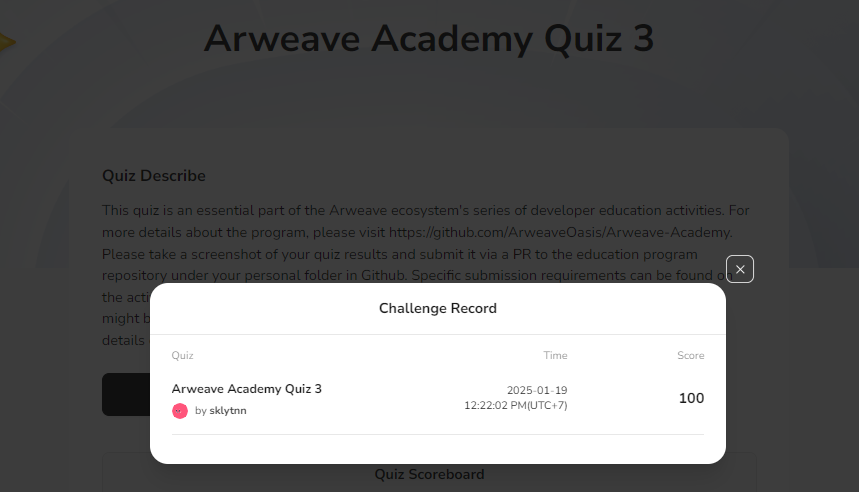 Arweave Academy Quiz 3
Quiz Describe
This quiz is an essential part of the Arweave ecosystem's series of developer education activities. For
more details about the program, please visit https://github.com/ArweaveOasis/Arweave-Academy.
Please take a screenshot of your quiz results and submit it via a PR to the education program
repository under your personal folder in Github. Specific submission requirements can be found on
the acti
might b
details
Challenge Record
Quiz Time Score
Arweave Academy Quiz 3
by sklytnn
2025-01-19
12:22:02 PM(UTC+7)
100
Quiz Scoreboard